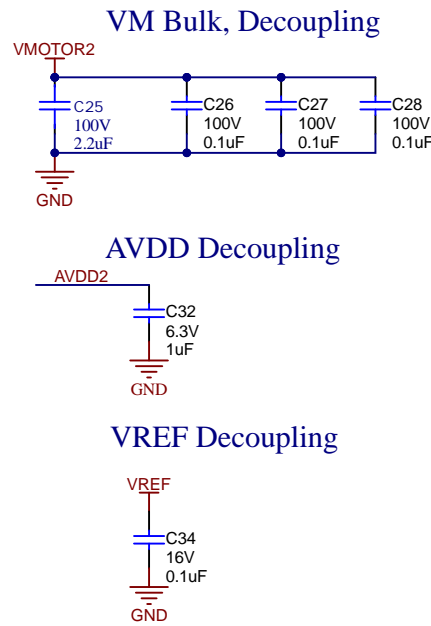 VM Bulk, Decoupling
VMOTOR2
C25 C26 C27 C28
100V 100V 100V 100V
2.2uF 0.1uF 0.1uF 0.1uF
GND
AVDD Decoupling
AVDD2
C32
6.3V
1uF
GND
VREF Decoupling
VREF
C34
16V
0.1uF
GND